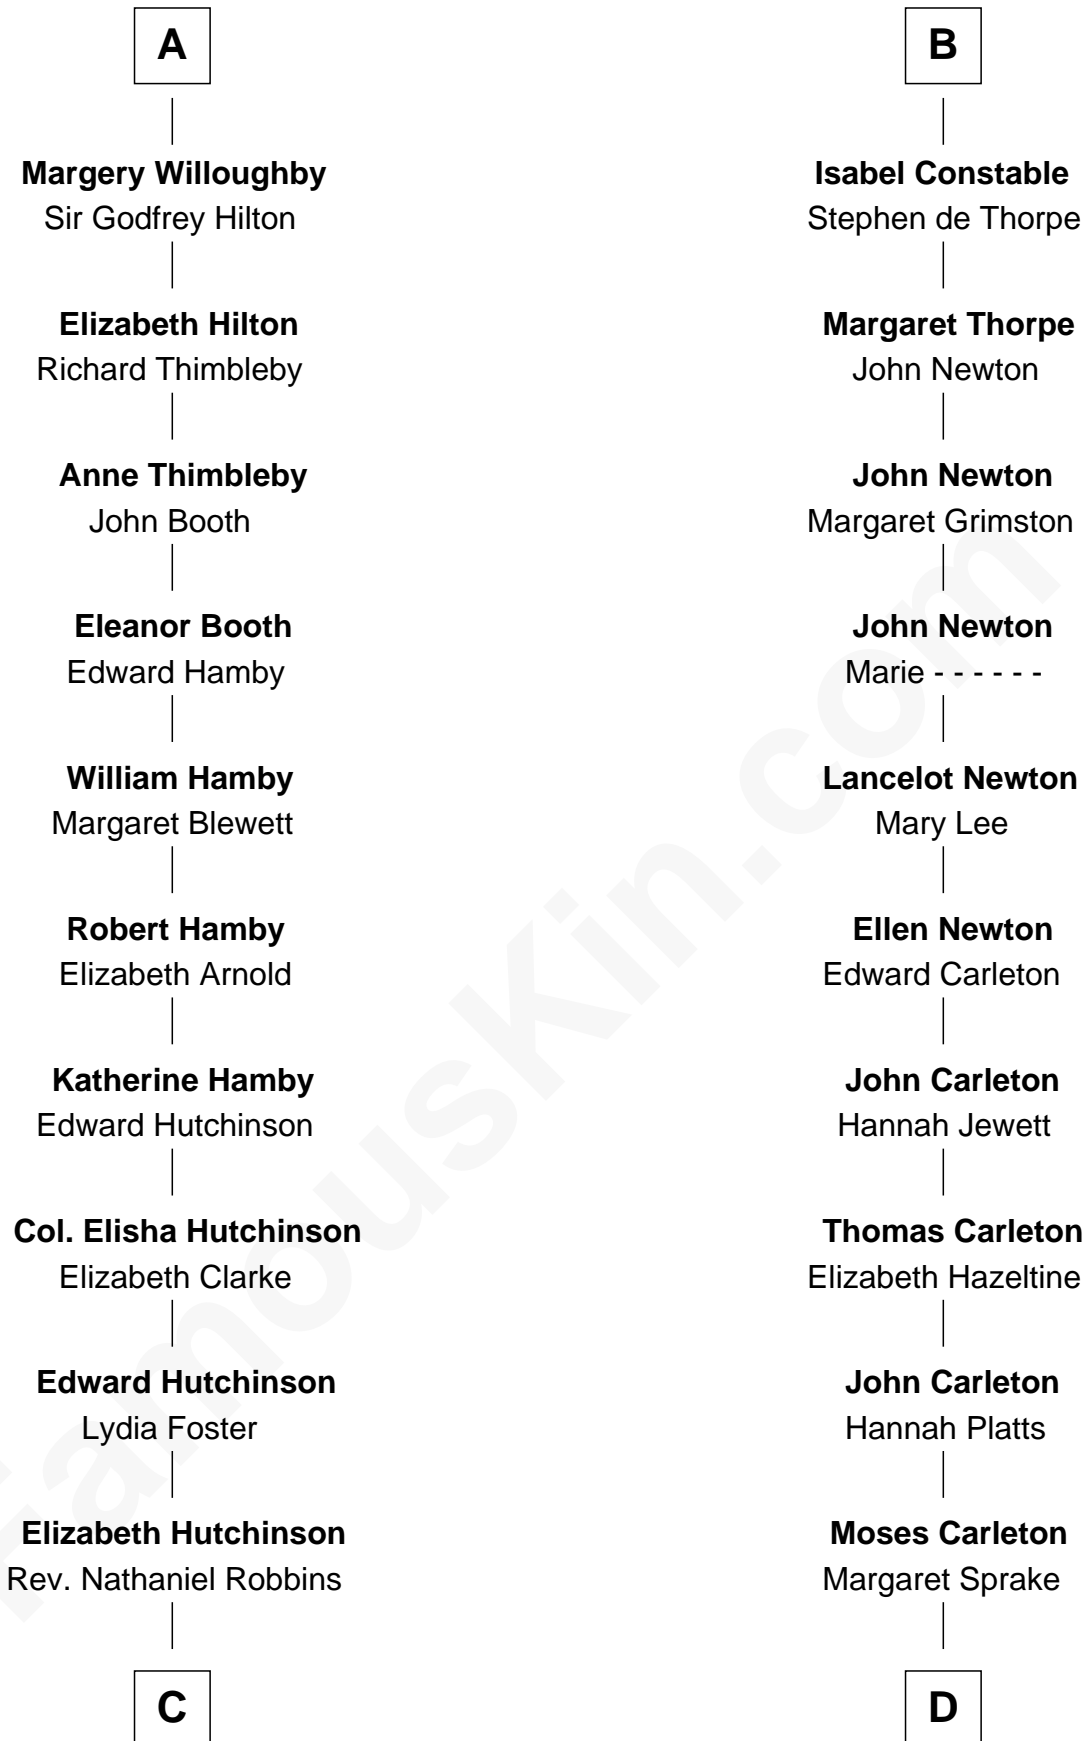 A
Margery Willoughby
Sir Godfrey Hilton
Elizabeth Hilton
Richard Thimbleby
Anne Thimbleby
John Booth
Eleanor Booth
Edward Hamby
William Hamby
Margaret Blewett
Robert Hamby
Elizabeth Arnold
Katherine Hamby
Edward Hutchinson
Col. Elisha Hutchinson
Elizabeth Clarke
Edward Hutchinson
Lydia Foster
Elizabeth Hutchinson
Rev. Nathaniel Robbins
C
B
Isabel Constable
Stephen de Thorpe
Margaret Thorpe
John Newton
John Newton
Margaret Grimston
John Newton
Marie - - - - - -
Lancelot Newton
Mary Lee
Ellen Newton
Edward Carleton
John Carleton
Hannah Jewett
Thomas Carleton
Elizabeth Hazeltine
John Carleton
Hannah Platts
Moses Carleton
Margaret Sprake
D
FamousKin.com